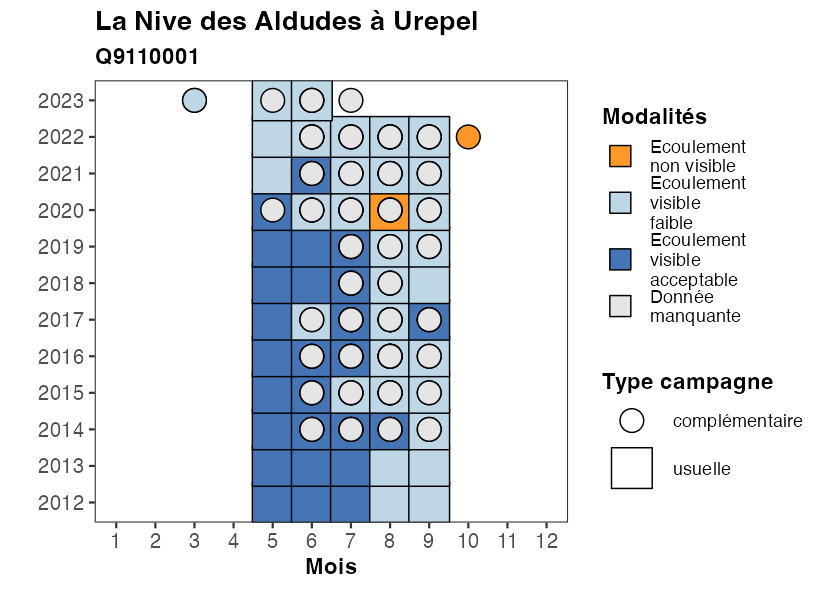 La Nive des Aldudes à Urepel
Q9110001
2023
2022
2021
2020
2019
2018
2017
2016
2015
2014
2013
2012
1 2 3 4 5 6 7 8 9 10 11 12
Mois
Modalités
Ecoulement
non visible
Ecoulement
visible
faible
Ecoulement
visible
acceptable
Donnée
manquante
Type campagne
complémentaire
usuelle